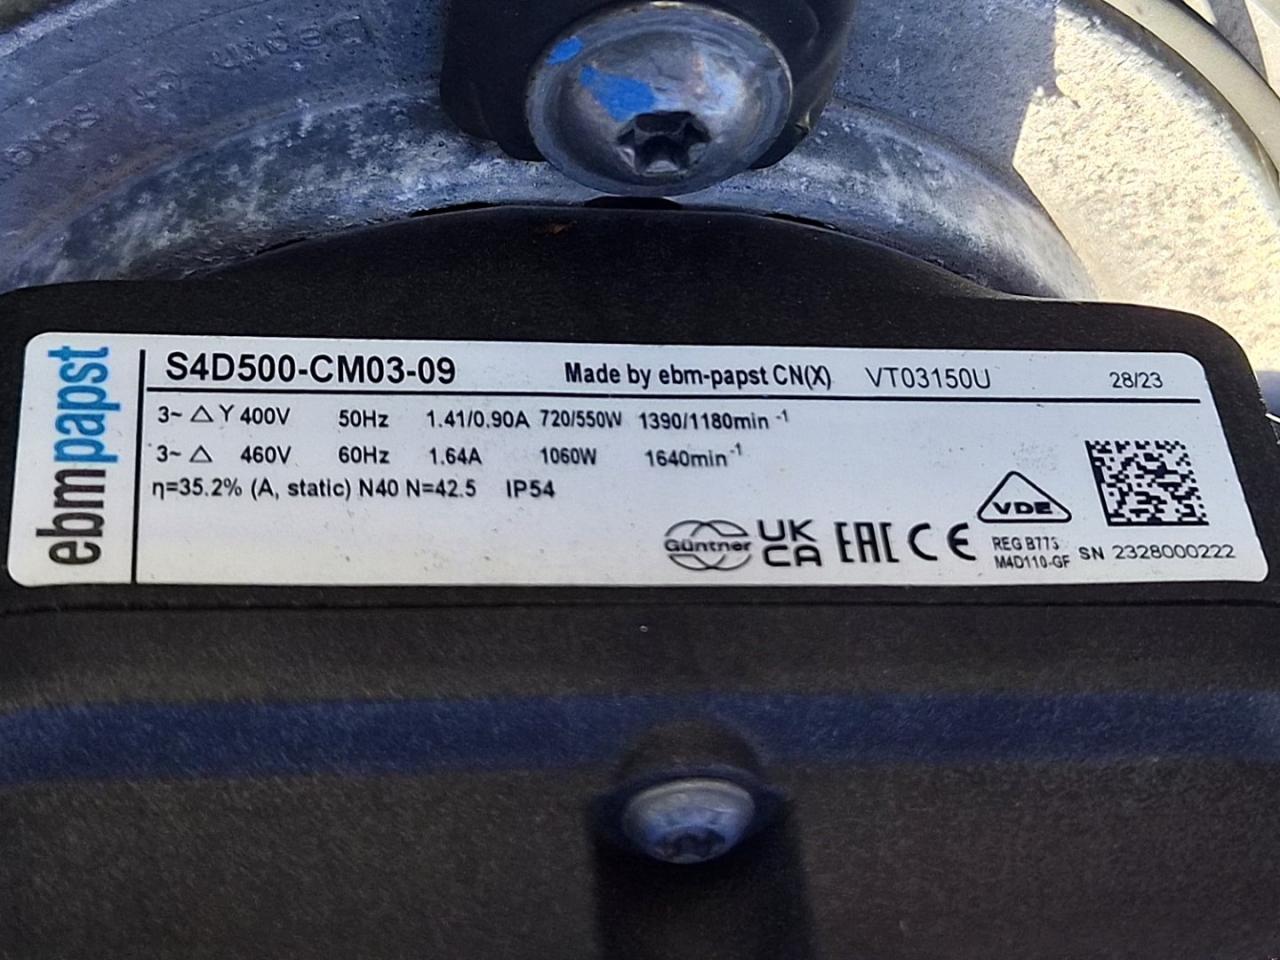 ebmpapst
S4D500-CM03-09 Made by ebm-papst CN(X) VT03150U 28/23
3~ △ Y 400V 50Hz 1.41/0.90A 720/550W 1390/1180min⁻¹
3~ △ 460V 60Hz 1.64A 1060W 1640min⁻¹
η=35.2% (A, static) N40 N=42.5 IP54
Güntner UK CA EAC CE VDE
REG B773
M4D110-GF
SN 2328000222